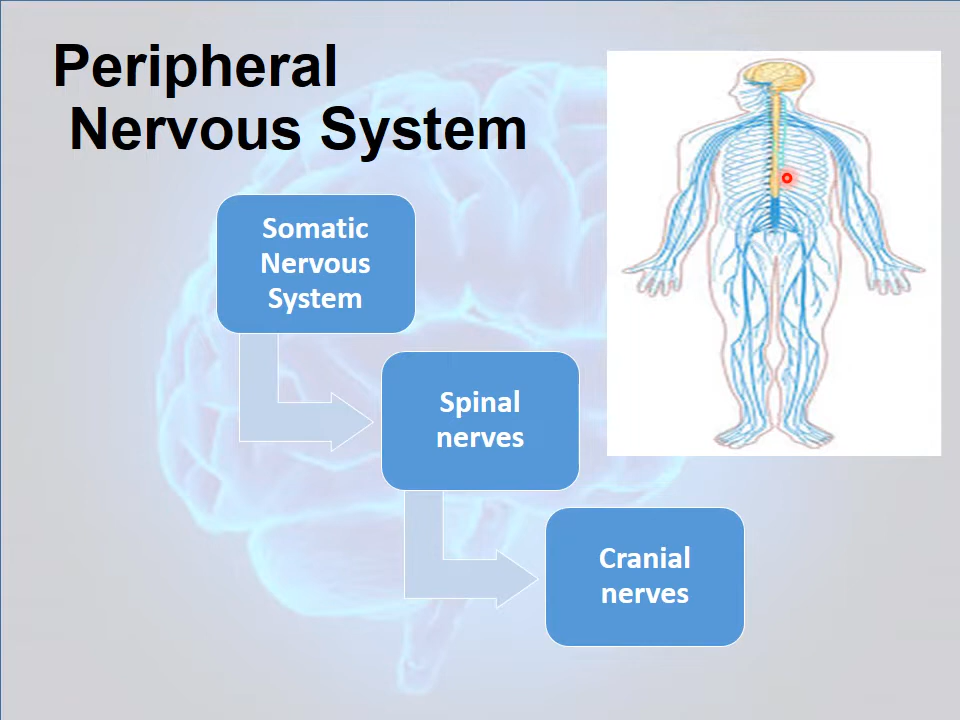 Peripheral
Nervous System
Somatic
Nervous
System
Spinal
nerves
Cranial
nerves